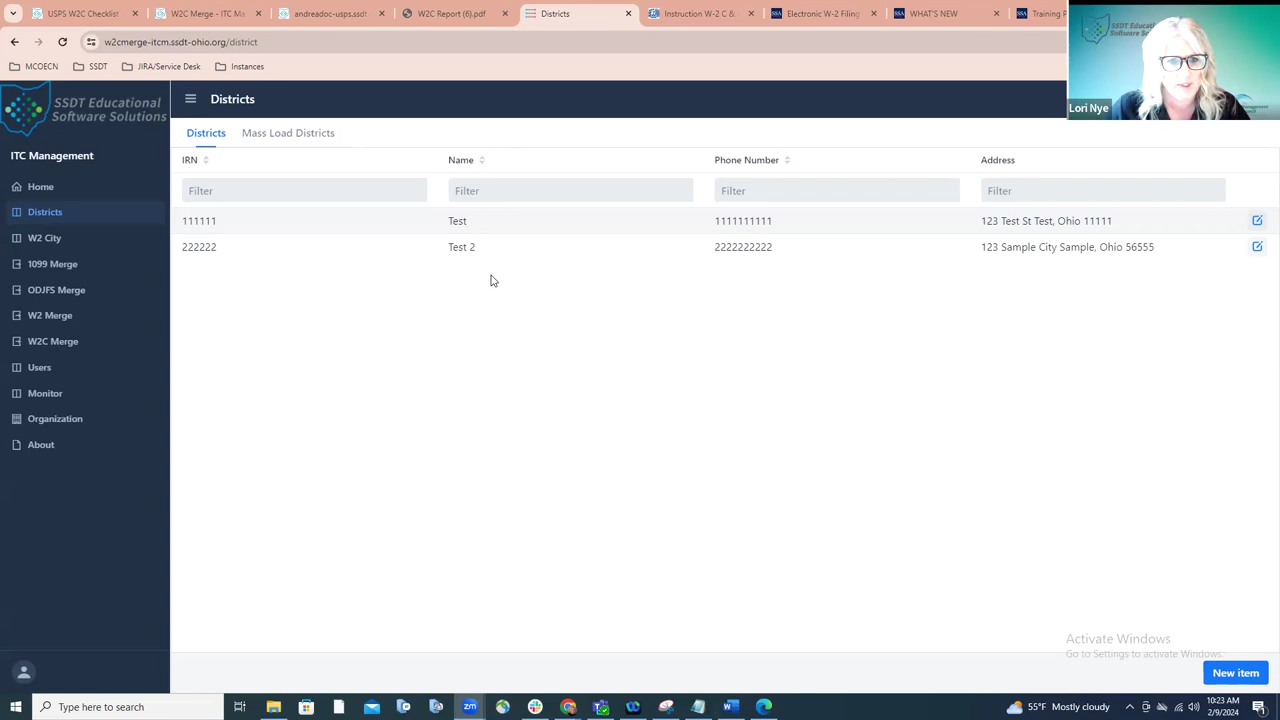 USPS W2C Checklist
W2C Merge - ITC Ma
andreadoc-usps.ssdt
W2C Report (6).pdf
Districts
Instruction W-2 C &
Electronic W-2 Filing
WHAT'S NEW
Training P
w2cmerge-itcm.ssdt-ohio.org/district
MCOECN
SSDT
JIRA/Service Desk
Instances
SSDT Educational
Software Solu
Lori Nye
SSDT Educational
Software Solutions
Districts
Districts
Mass Load Districts
ITC Management
Home
Districts
W2 City
1099 Merge
ODJFS Merge
W2 Merge
W2C Merge
Users
Monitor
Organization
About
IRN
Name
Phone Number
Address
Filter
Filter
Filter
Filter
111111
Test
1111111111
123 Test St Test, Ohio 11111
222222
Test 2
2222222222
123 Sample City Sample, Ohio 56555
Activate Windows
Go to Settings to activate Windows.
New item
Type here to search
55°F Mostly cloudy
10:23 AM
2/9/2024